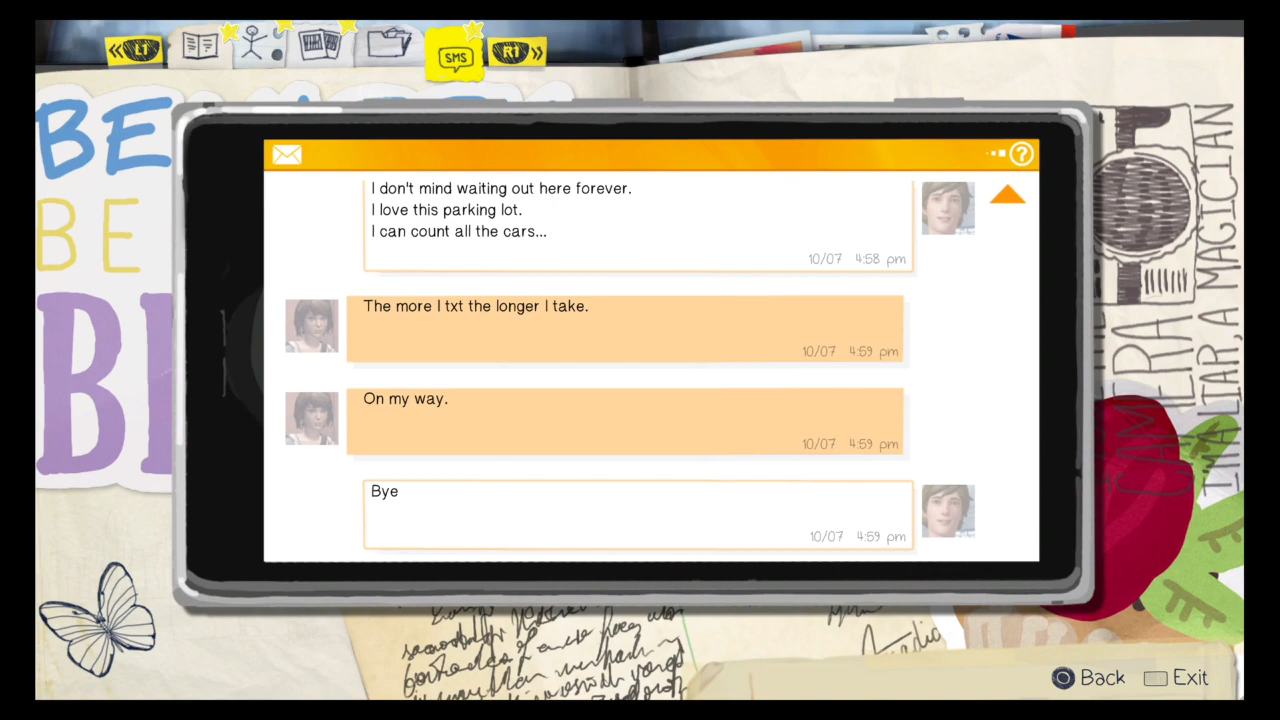 L1
SMS
R1
BE
BE
I don't mind waiting out here forever.
I love this parking lot.
I can count all the cars...
10/07 4:58 pm
The more I txt the longer I take.
10/07 4:59 pm
On my way.
10/07 4:59 pm
Bye
10/07 4:59 pm
CAMERA
LIAR, A MAGICIAN
Back
Exit